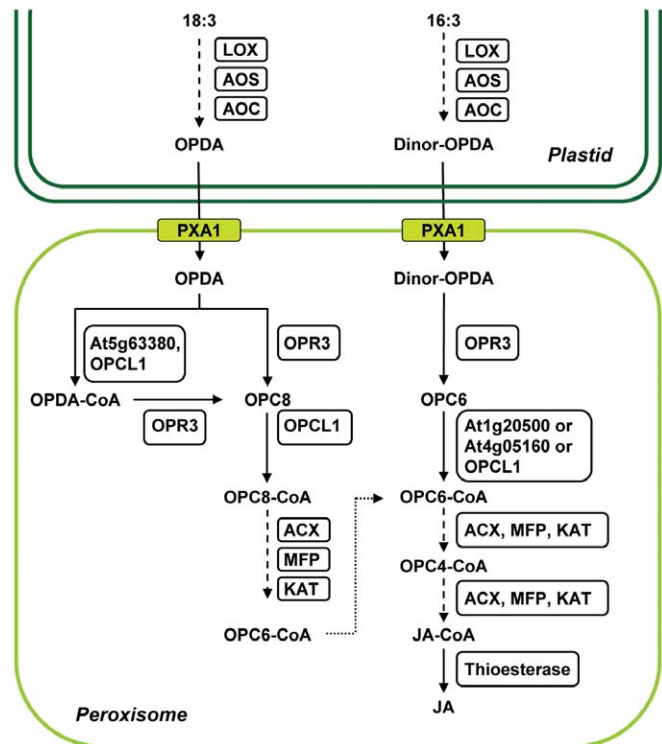 18:3
16:3
LOX
LOX
AOS
AOS
AOC
AOC
OPDA
Dinor-OPDA
Plastid
PXA1
PXA1
OPDA
Dinor-OPDA
At5g63380,
OPCL1
OPR3
OPR3
OPDA-CoA
OPC8
OPC6
OPR3
OPCL1
At1g20500 or
At4g05160 or
OPCL1
OPC8-CoA
OPC6-CoA
ACX
MFP
KAT
ACX, MFP, KAT
OPC4-CoA
ACX, MFP, KAT
OPC6-CoA
JA-CoA
Thioesterase
JA
Peroxisome